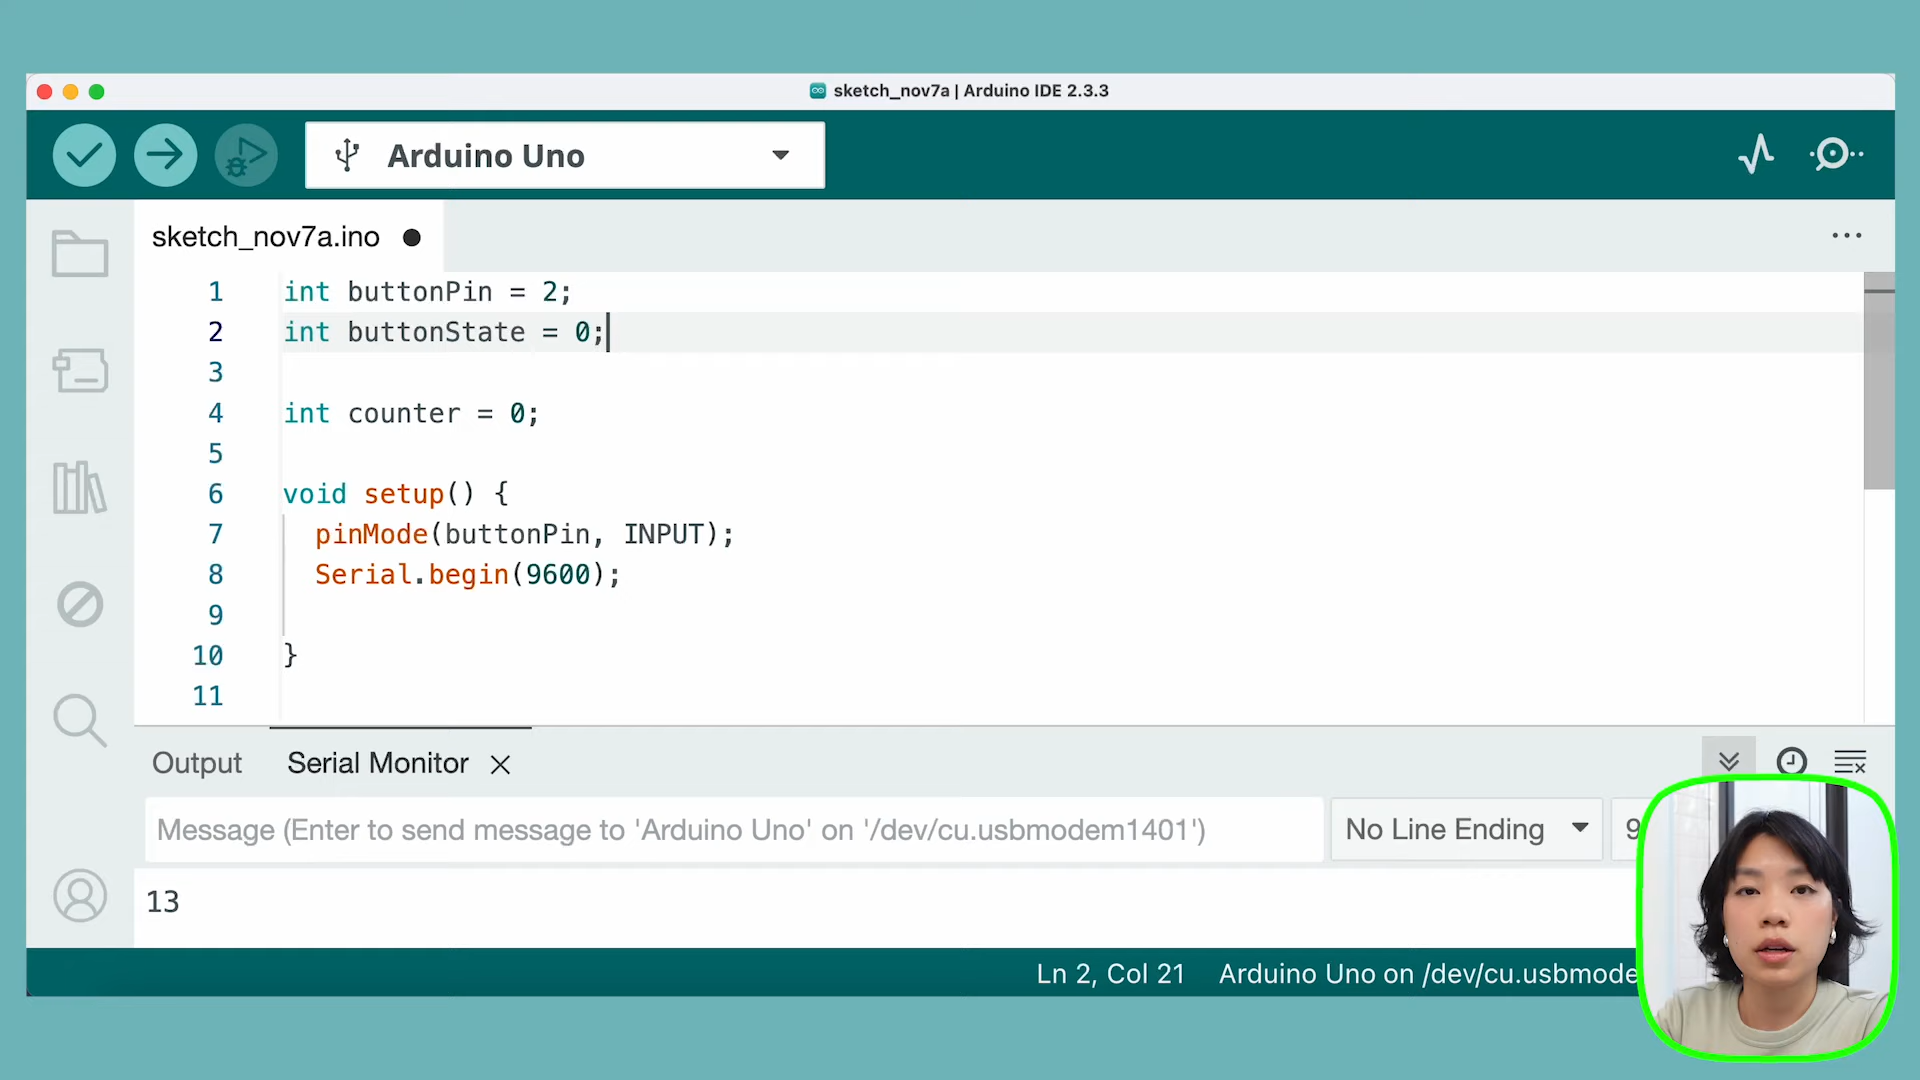 sketch_nov7a | Arduino IDE 2.3.3
Arduino Uno
sketch_nov7a.ino
1 int buttonPin = 2;
2 int buttonState = 0;
3
4 int counter = 0;
5
6 void setup() {
7 pinMode(buttonPin, INPUT);
8 Serial.begin(9600);
9
10 }
11
Output Serial Monitor
Message (Enter to send message to 'Arduino Uno' on '/dev/cu.usbmodem1401') No Line Ending 9
13
Ln 2, Col 21 Arduino Uno on /dev/cu.usbmode